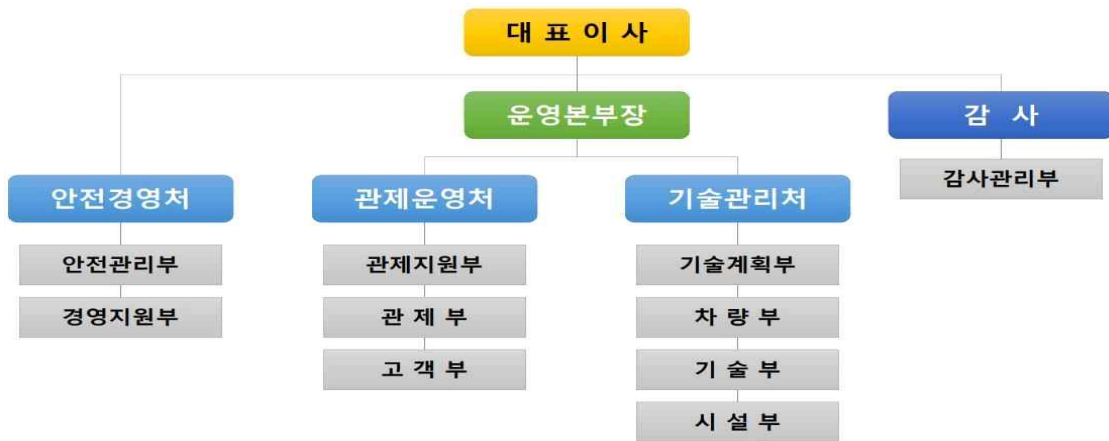 대 표 이 사
운영본부장
감 사
안전경영처
관제운영처
기술관리처
감사관리부
안전관리부
관제지원부
기술계획부
경영지원부
관 제 부
차 량 부
고 객 부
기 술 부
시 설 부